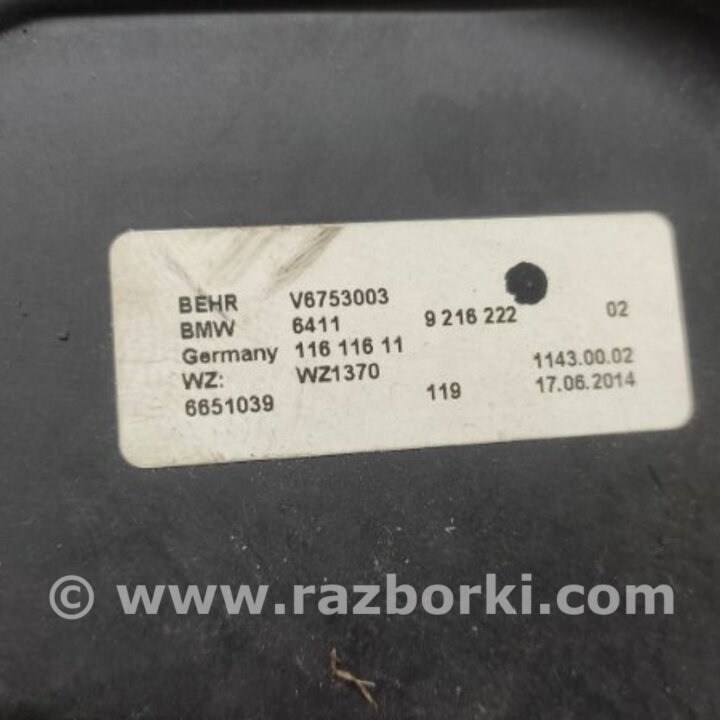 BEHR V6753003
BMW 6411 9 216 222 02
Germany 116 116 11
WZ: WZ1370 1143.00.02
6651039 119 17.06.2014
© www.razborki.com